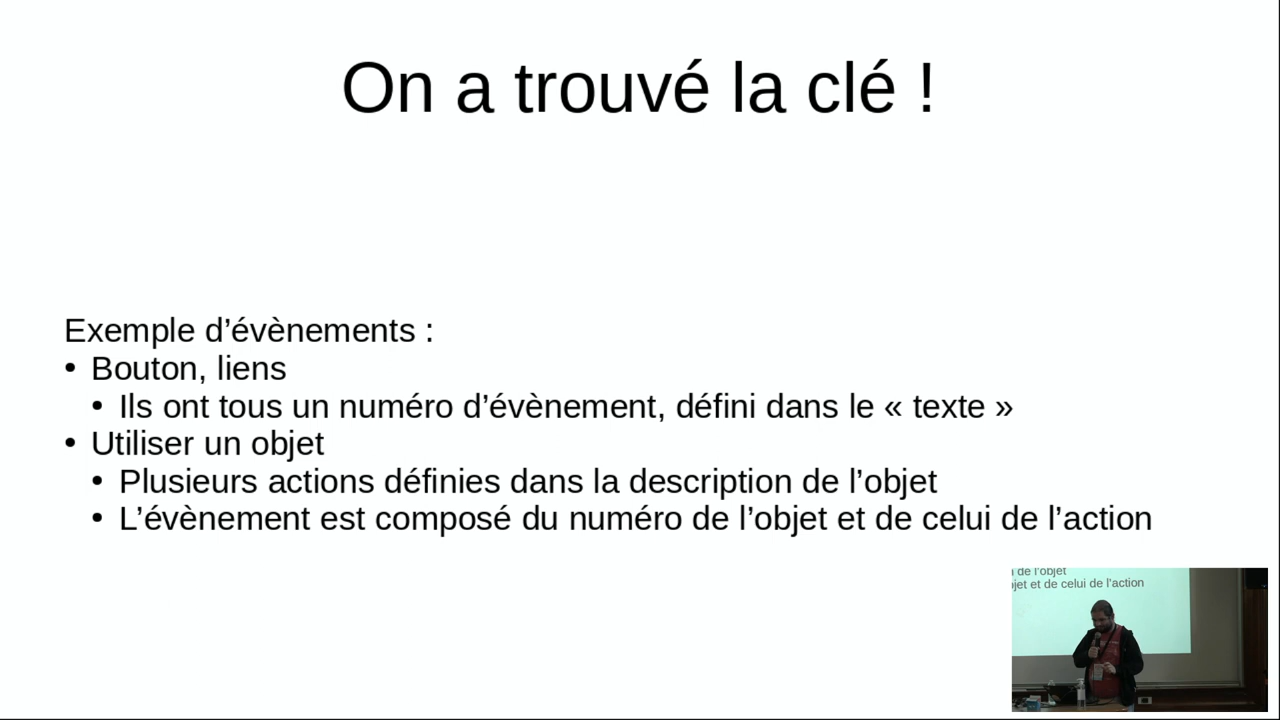 On a trouvé la clé !
Exemple d’évènements :
• Bouton, liens
• Ils ont tous un numéro d’évènement, défini dans le « texte »
• Utiliser un objet
• Plusieurs actions définies dans la description de l’objet
• L’évènement est composé du numéro de l’objet et de celui de l’action
de l’objet
jet et de celui de l’action